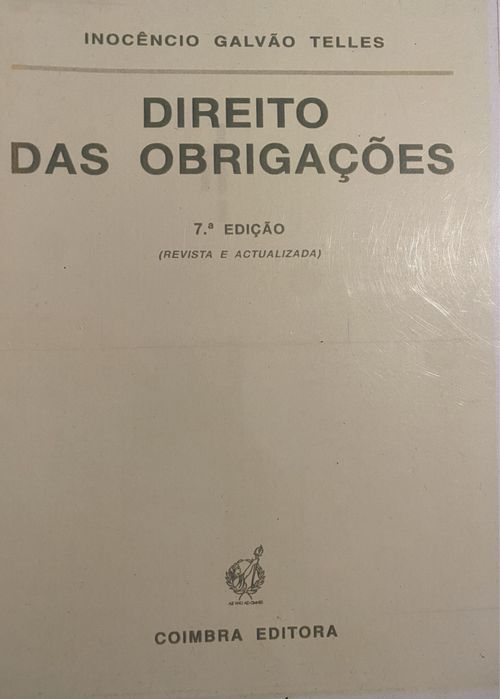 INOCÊNCIO GALVÃO TELLES
DIREITO
DAS OBRIGAÇÕES
7.ª EDIÇÃO
(REVISTA E ACTUALIZADA)
COIMBRA EDITORA